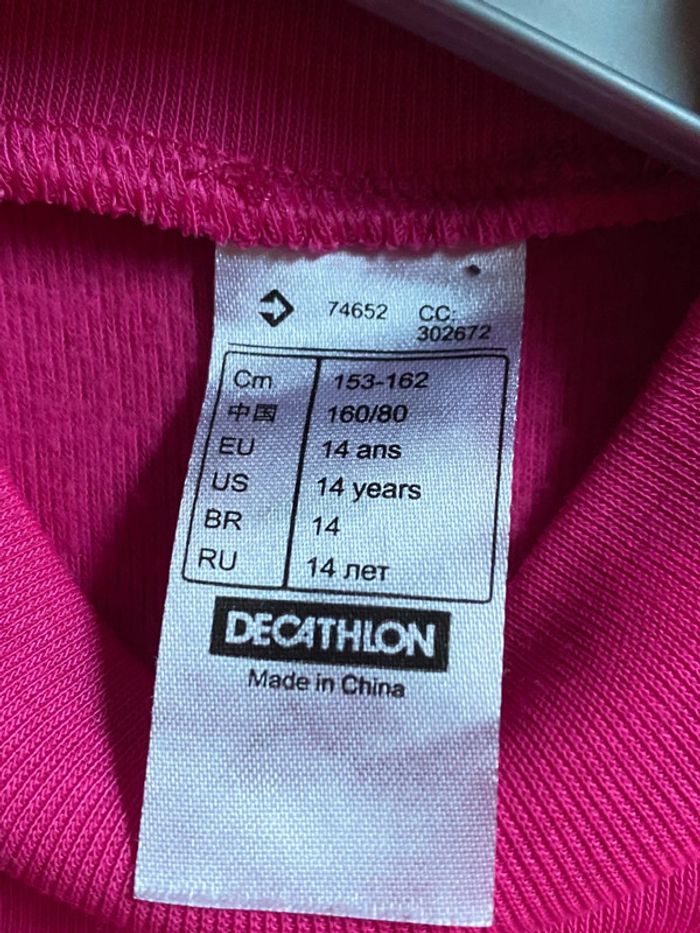 74652 CC:
302672
Cm 153-162
中国 160/80
EU 14 ans
US 14 years
BR 14
RU 14 лет
DECATHLON
Made in China